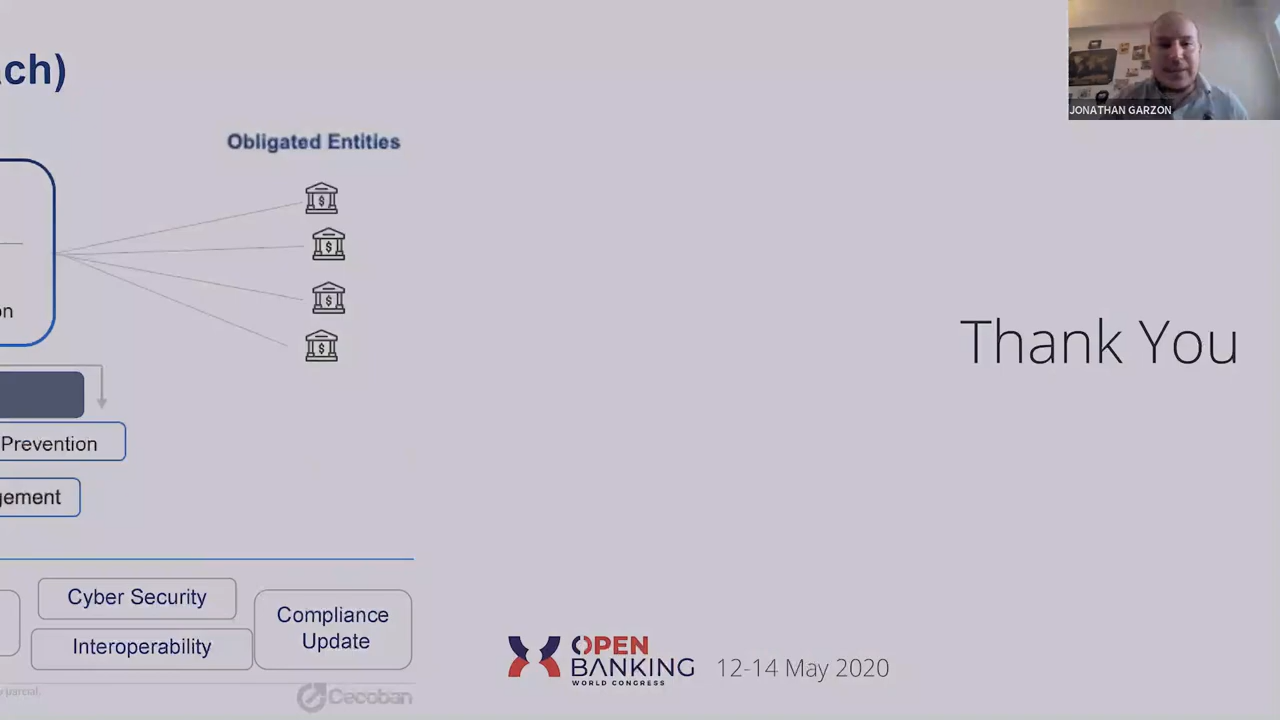 ch)
JONATHAN GARZON
Obligated Entities
on
Thank You
Prevention
gement
Cyber Security
Interoperability
Compliance
Update
OPEN
BANKING
WORLD CONGRESS
12-14 May 2020
parcial.
Cecoban